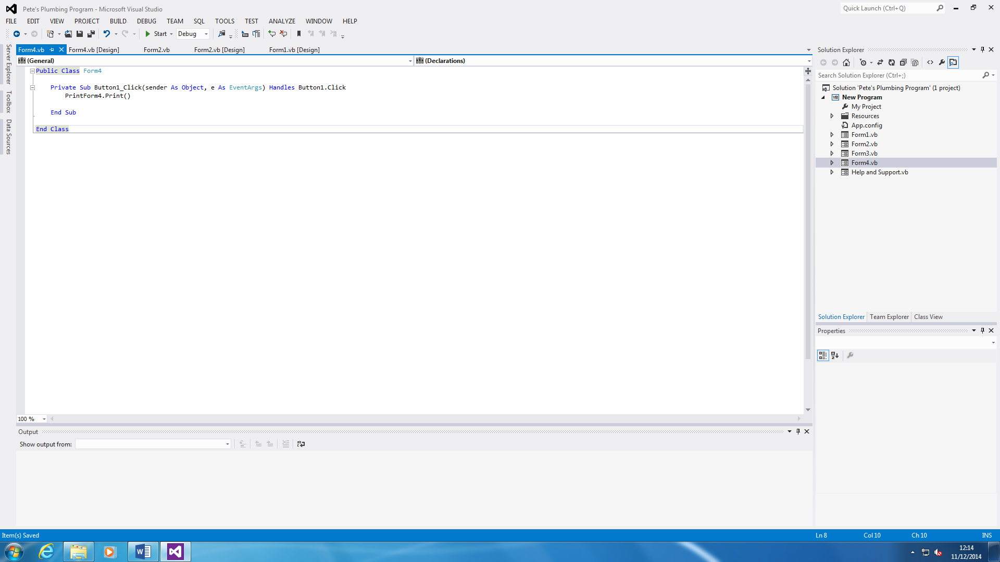 Pete's Plumbing Program - Microsoft Visual Studio
Quick Launch (Ctrl+Q)
FILE EDIT VIEW PROJECT BUILD DEBUG TEAM SQL TOOLS TEST ANALYZE WINDOW HELP
Start Debug
Server Explorer
Toolbox
Data Sources
Form4.vb Form4.vb [Design] Form2.vb Form2.vb [Design] Form1.vb [Design]
(General) (Declarations)
Public Class Form4
Private Sub Button1_Click(sender As Object, e As EventArgs) Handles Button1.Click
PrintForm4.Print()
End Sub
End Class
100 %
Output
Show output from:
Solution Explorer
Search Solution Explorer (Ctrl+;)
Solution 'Pete's Plumbing Program' (1 project)
VB New Program
My Project
Resources
App.config
Form1.vb
Form2.vb
Form3.vb
Form4.vb
Help and Support.vb
Solution Explorer Team Explorer Class View
Properties
Item(s) Saved Ln 8 Col 10 Ch 10 INS
12:14
11/12/2014